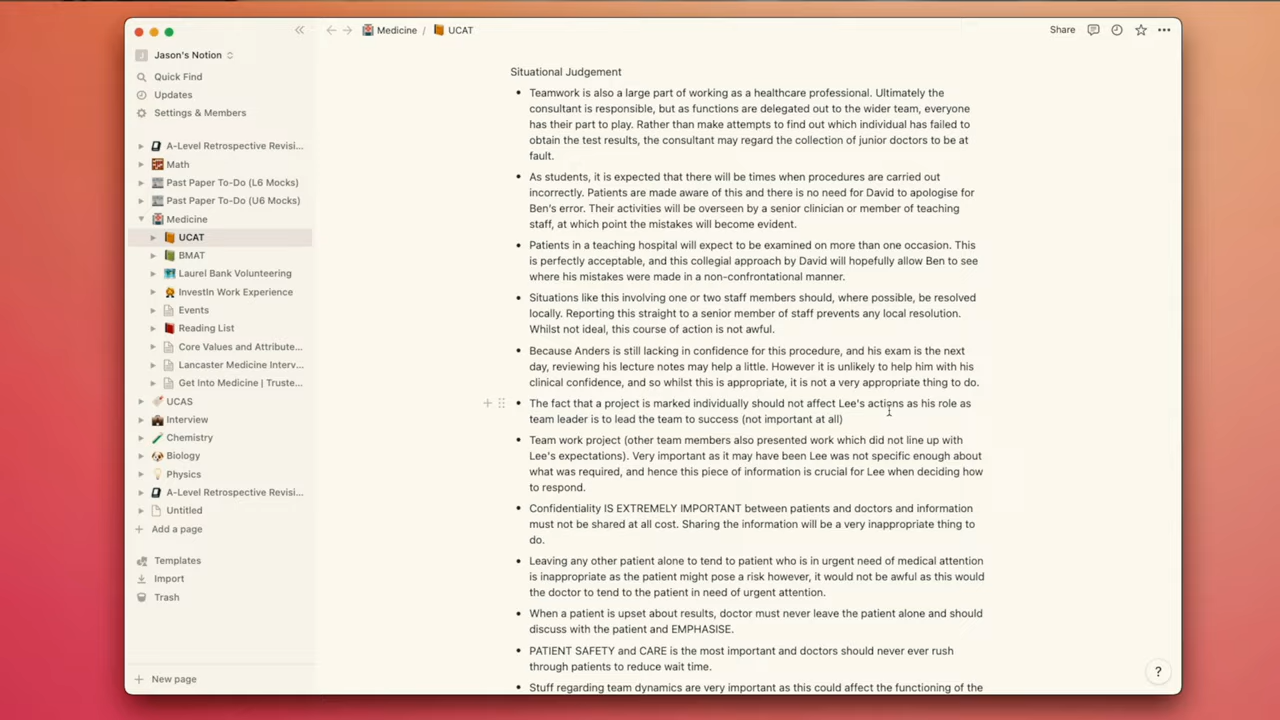 Medicine / UCAT
Share
Jason's Notion
Quick Find
Updates
Settings & Members
A-Level Retrospective Revisi...
Math
Past Paper To-Do (L6 Mocks)
Past Paper To-Do (U6 Mocks)
Medicine
UCAT
BMAT
Laurel Bank Volunteering
InvestIn Work Experience
Events
Reading List
Core Values and Attribute...
Lancaster Medicine Interv...
Get Into Medicine | Truste...
UCAS
Interview
Chemistry
Biology
Physics
A-Level Retrospective Revisi...
Untitled
Add a page
Templates
Import
Trash
New page
Situational Judgement
• Teamwork is also a large part of working as a healthcare professional. Ultimately the
consultant is responsible, but as functions are delegated out to the wider team, everyone
has their part to play. Rather than make attempts to find out which individual has failed to
obtain the test results, the consultant may regard the collection of junior doctors to be at
fault.
• As students, it is expected that there will be times when procedures are carried out
incorrectly. Patients are made aware of this and there is no need for David to apologise for
Ben's error. Their activities will be overseen by a senior clinician or member of teaching
staff, at which point the mistakes will become evident.
• Patients in a teaching hospital will expect to be examined on more than one occasion. This
is perfectly acceptable, and this collegial approach by David will hopefully allow Ben to see
where his mistakes were made in a non-confrontational manner.
• Situations like this involving one or two staff members should, where possible, be resolved
locally. Reporting this straight to a senior member of staff prevents any local resolution.
Whilst not ideal, this course of action is not awful.
• Because Anders is still lacking in confidence for this procedure, and his exam is the next
day, reviewing his lecture notes may help a little. However it is unlikely to help him with his
clinical confidence, and so whilst this is appropriate, it is not a very appropriate thing to do.
• The fact that a project is marked individually should not affect Lee's actions as his role as
team leader is to lead the team to success (not important at all)
• Team work project (other team members also presented work which did not line up with
Lee's expectations). Very important as it may have been Lee was not specific enough about
what was required, and hence this piece of information is crucial for Lee when deciding how
to respond.
• Confidentiality IS EXTREMELY IMPORTANT between patients and doctors and information
must not be shared at all cost. Sharing the information will be a very inappropriate thing to
do.
• Leaving any other patient alone to tend to patient who is in urgent need of medical attention
is inappropriate as the patient might pose a risk however, it would not be awful as this would
the doctor to tend to the patient in need of urgent attention.
• When a patient is upset about results, doctor must never leave the patient alone and should
discuss with the patient and EMPHASISE.
• PATIENT SAFETY and CARE is the most important and doctors should never ever rush
through patients to reduce wait time.
• Stuff regarding team dynamics are very important as this could affect the functioning of the
?